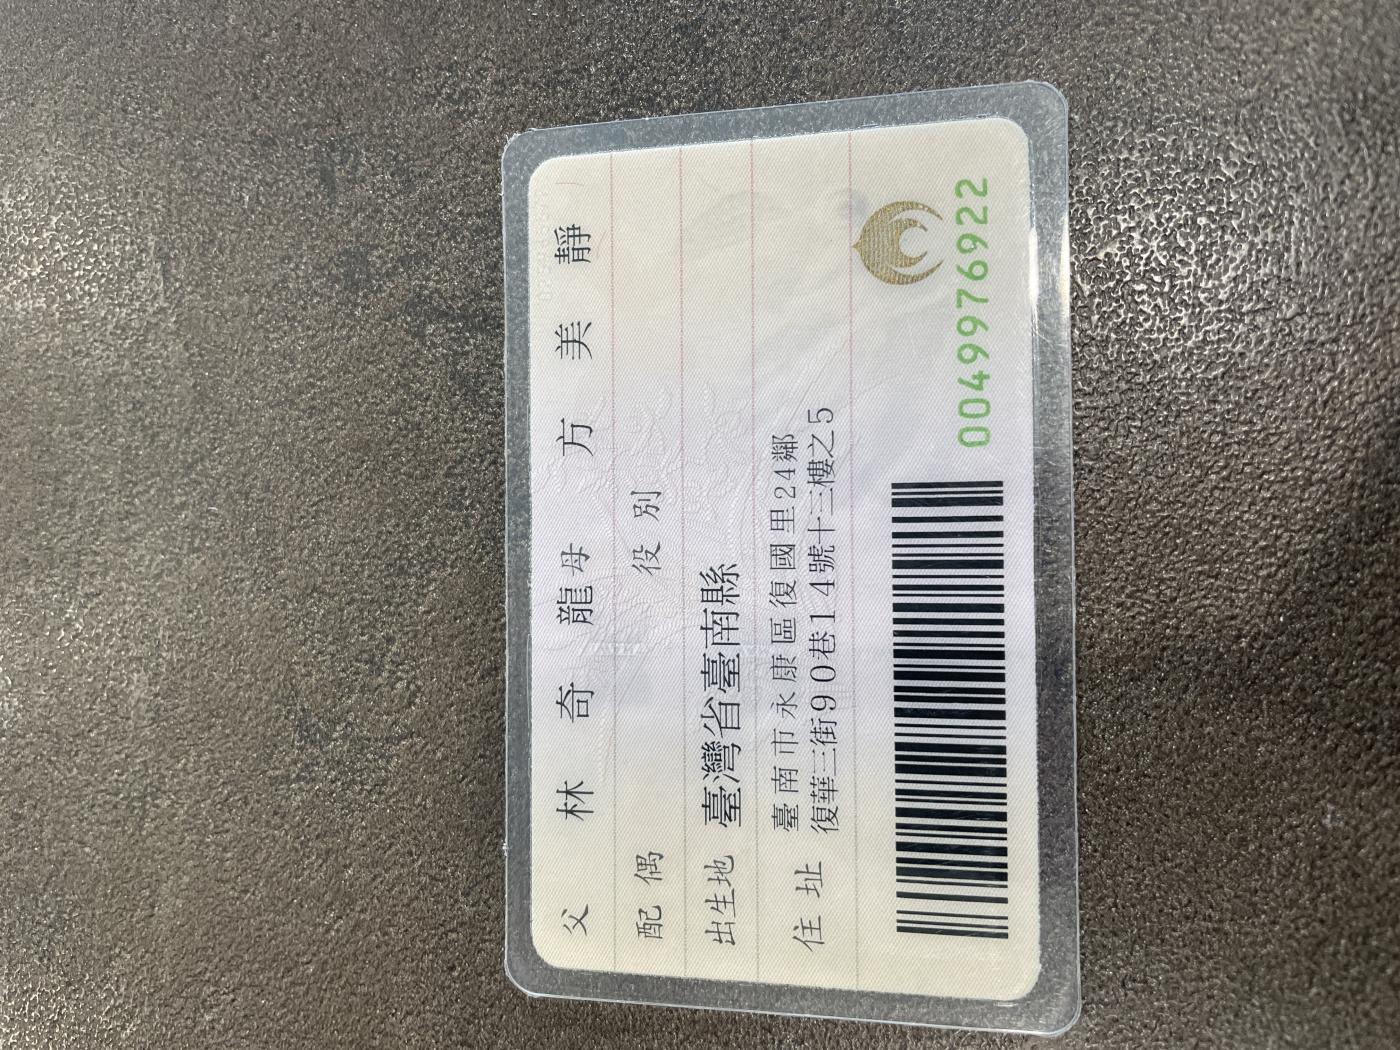 父 林奇龍 母 方美靜
配偶 役別
出生地 臺灣省臺南縣
住址 臺南市永康區復國里24鄰
復華三街90巷14號十三樓之5
0049976922